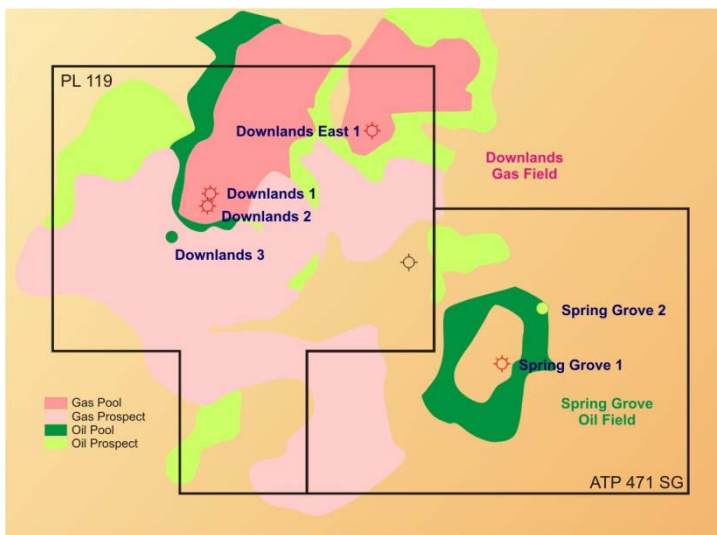 PL 119
Downlands East 1
Downlands
Gas Field
Downlands 1
Downlands 2
Downlands 3
Spring Grove 2
Spring Grove 1
Gas Pool
Gas Prospect
Oil Pool
Oil Prospect
Spring Grove
Oil Field
ATP 471 SG